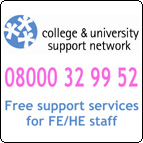 college & university
support network
08000 32 99 52
Free support services
for FE/HE staff